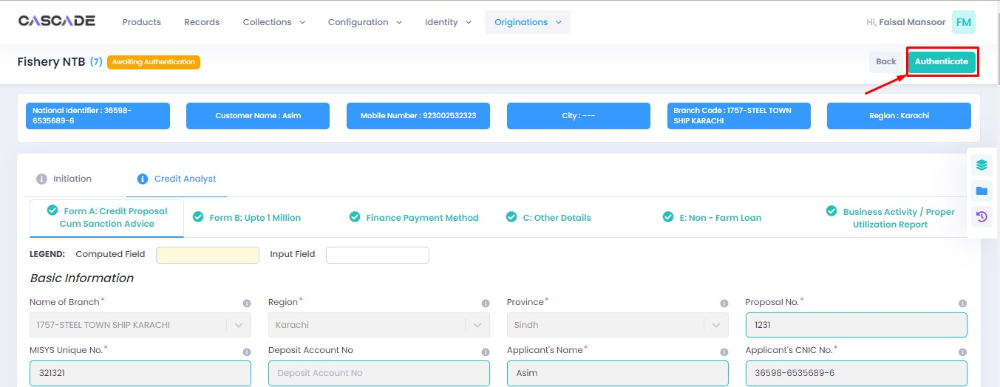 CASCADE
Products
Records
Collections
Configuration
Identity
Originations
Hi, Faisal Mansoor
FM
Fishery NTB (7)
Awaiting Authentication
Back
Authenticate
National Identifier : 36598-
6535689-6
Customer Name : Asim
Mobile Number : 923002532323
City : ---
Branch Code : 1757-STEEL TOWN
SHIP KARACHI
Region : Karachi
Initiation
Credit Analyst
Form A: Credit Proposal
Cum Sanction Advice
Form B: Upto 1 Million
Finance Payment Method
C: Other Details
E: Non - Farm Loan
Business Activity / Proper
Utilization Report
LEGEND:
Computed Field
Input Field
Basic Information
Name of Branch*
Region*
Province*
Proposal No.*
1757-STEEL TOWN SHIP KARACHI
Karachi
Sindh
1231
MISYS Unique No.*
Deposit Account No
Applicant's Name*
Applicant's CNIC No.*
321321
Deposit Account No
Asim
36598-6535689-6